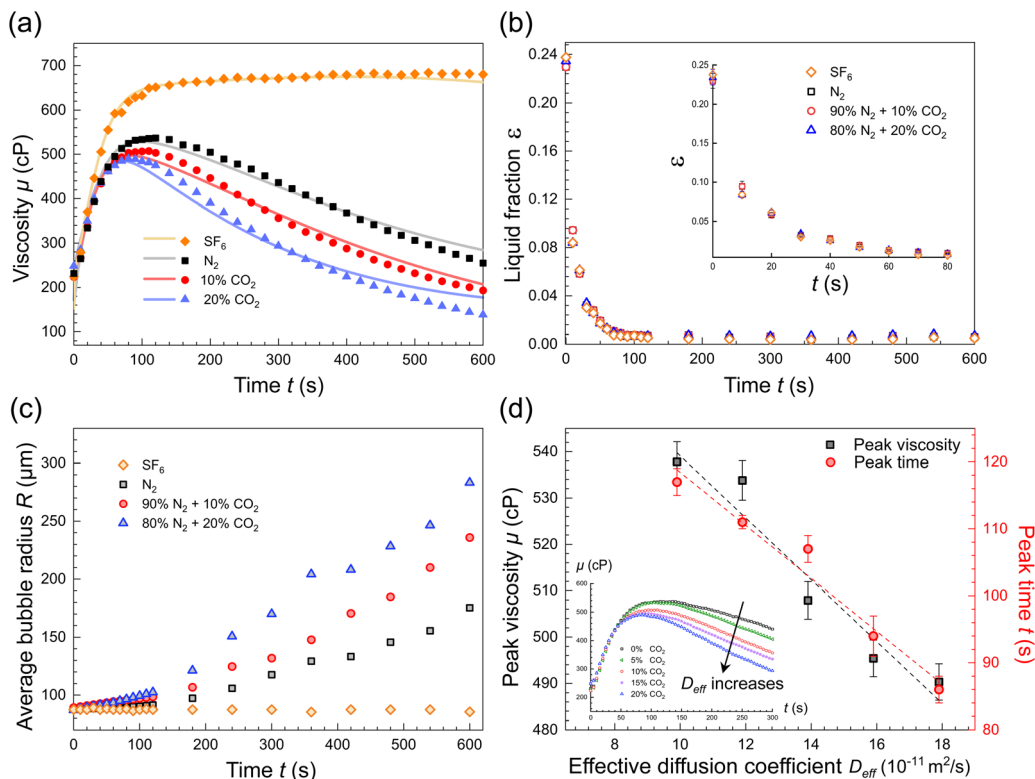 (a)
Viscosity μ (cP)
700
600
500
400
300
200
100
SF6
N2
10% CO2
20% CO2
0 100 200 300 400 500 600
Time t (s)
(b)
Liquid fraction ε
0.24
0.20
0.16
0.12
0.08
0.04
0.00
0 100 200 300 400 500 600
Time t (s)
ε
0.25
0.20
0.15
0.10
0.05
0 20 40 60 80
t (s)
SF6
N2
90% N2 + 10% CO2
80% N2 + 20% CO2
(c)
Average bubble radius R (μm)
300
250
200
150
100
SF6
N2
90% N2 + 10% CO2
80% N2 + 20% CO2
0 100 200 300 400 500 600
Time t (s)
(d)
Peak viscosity μ (cP)
540
530
520
510
500
490
480
Peak viscosity
Peak time
120
110
100
90
80
Peak time t (s)
μ (cP)
600
500
400
300
200
0% CO2
5% CO2
10% CO2
15% CO2
20% CO2
Deff increases
0 50 100 150 200 250 300
t (s)
8 10 12 14 16 18
Effective diffusion coefficient Deff (10-11 m2/s)